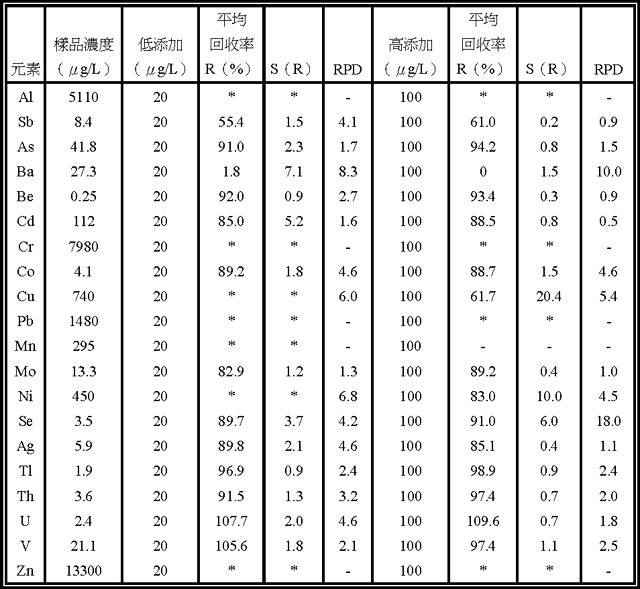 元素 樣品濃度（μg/L） 低添加（μg/L） 平均回收率R（%） S（R） RPD 高添加（μg/L） 平均回收率R（%） S（R） RPD
Al 5110 20 * * - 100 * * -
Sb 8.4 20 55.4 1.5 4.1 100 61.0 0.2 0.9
As 41.8 20 91.0 2.3 1.7 100 94.2 0.8 1.5
Ba 27.3 20 1.8 7.1 8.3 100 0 1.5 10.0
Be 0.25 20 92.0 0.9 2.7 100 93.4 0.3 0.9
Cd 112 20 85.0 5.2 1.6 100 88.5 0.8 0.5
Cr 7980 20 * * - 100 * * -
Co 4.1 20 89.2 1.8 4.6 100 88.7 1.5 4.6
Cu 740 20 * * 6.0 100 61.7 20.4 5.4
Pb 1480 20 * * - 100 * * -
Mn 295 20 * * - 100 - - -
Mo 13.3 20 82.9 1.2 1.3 100 89.2 0.4 1.0
Ni 450 20 * * 6.8 100 83.0 10.0 4.5
Se 3.5 20 89.7 3.7 4.2 100 91.0 6.0 18.0
Ag 5.9 20 89.8 2.1 4.6 100 85.1 0.4 1.1
Tl 1.9 20 96.9 0.9 2.4 100 98.9 0.9 2.4
Th 3.6 20 91.5 1.3 3.2 100 97.4 0.7 2.0
U 2.4 20 107.7 2.0 4.6 100 109.6 0.7 1.8
V 21.1 20 105.6 1.8 2.1 100 97.4 1.1 2.5
Zn 13300 20 * * - 100 * * -